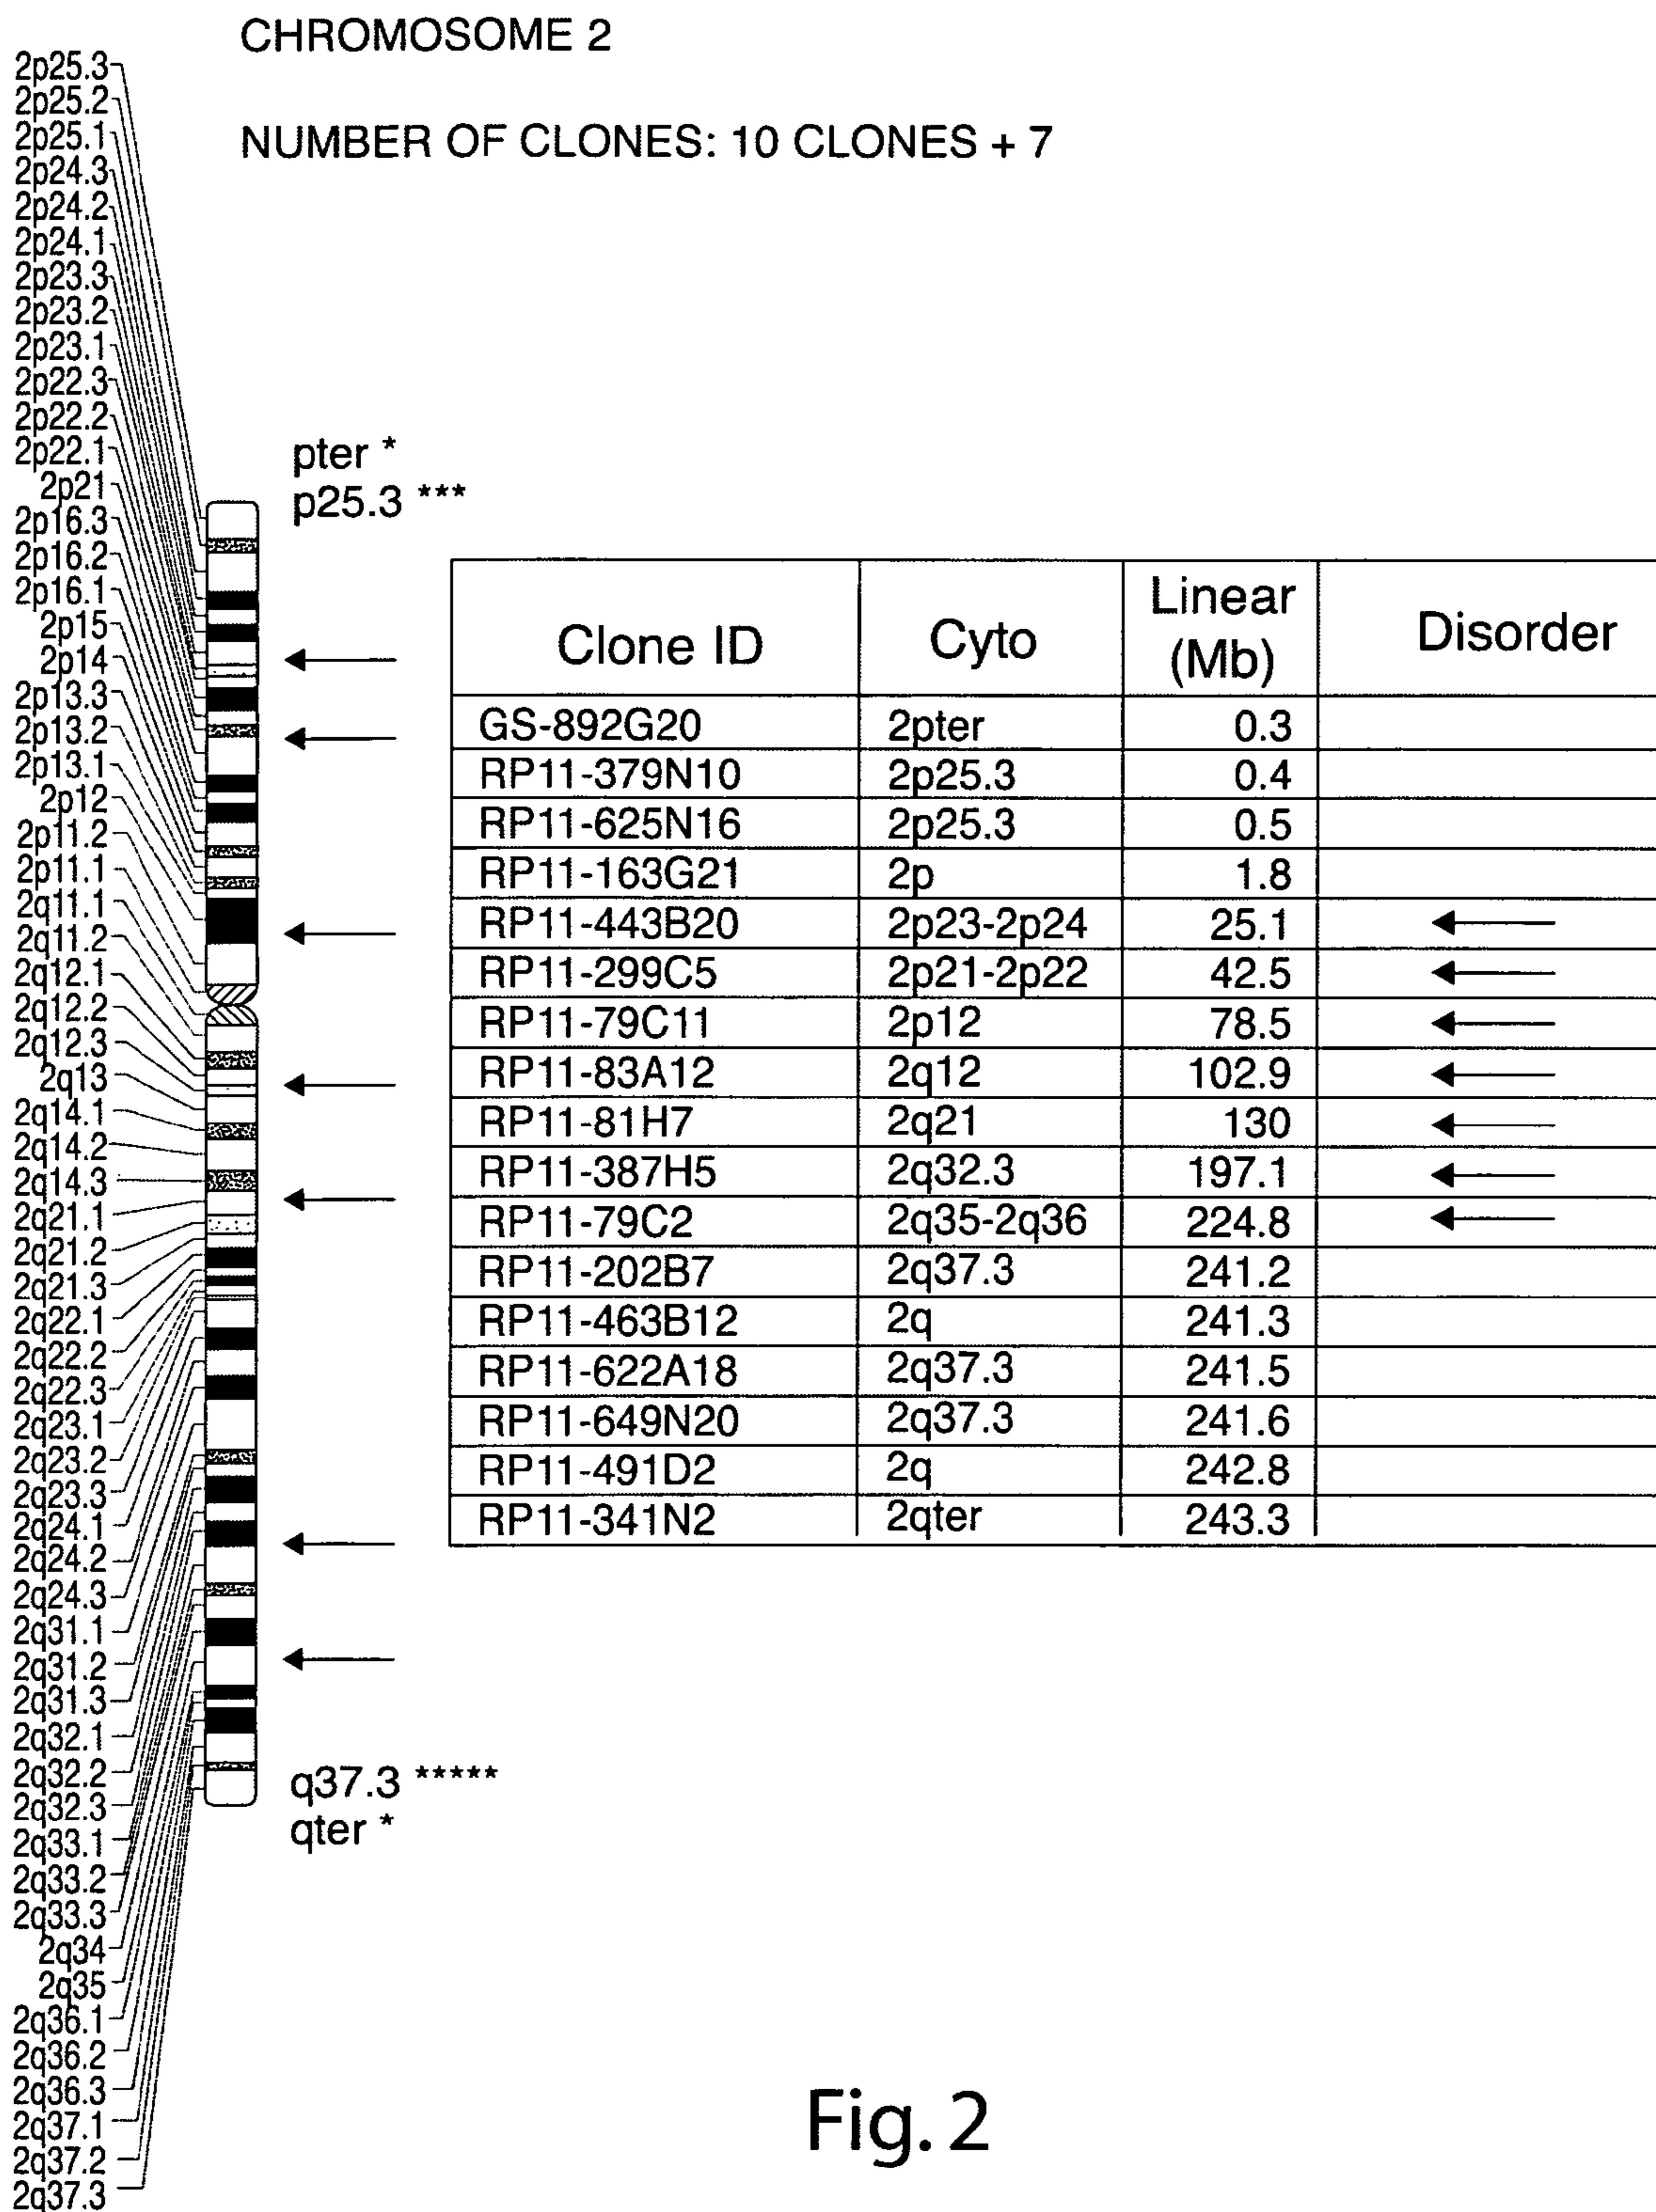 CHROMOSOME 2
NUMBER OF CLONES: 10 CLONES + 7
2p25.3
2p25.2
2p25.1
2p24.3
2p24.2
2p24.1
2p23.3
2p23.2
2p23.1
2p22.3
2p22.2
2p22.1
2p21
2p16.3
2p16.2
2p16.1
2p15
2p14
2p13.3
2p13.2
2p13.1
2p12
2p11.2
2p11.1
2q11.1
2q11.2
2q12.1
2q12.2
2q12.3
2q13
2q14.1
2q14.2
2q14.3
2q21.1
2q21.2
2q21.3
2q22.1
2q22.2
2q22.3
2q23.1
2q23.2
2q23.3
2q24.1
2q24.2
2q24.3
2q31.1
2q31.2
2q31.3
2q32.1
2q32.2
2q32.3
2q33.1
2q33.2
2q33.3
2q34
2q35
2q36.1
2q36.2
2q36.3
2q37.1
2q37.2
2q37.3
pter *
p25.3 ***
q37.3 *****
qter *
Clone ID Cyto Linear (Mb) Disorder
GS-892G20 2pter 0.3
RP11-379N10 2p25.3 0.4
RP11-625N16 2p25.3 0.5
RP11-163G21 2p 1.8
RP11-443B20 2p23-2p24 25.1
RP11-299C5 2p21-2p22 42.5
RP11-79C11 2p12 78.5
RP11-83A12 2q12 102.9
RP11-81H7 2q21 130
RP11-387H5 2q32.3 197.1
RP11-79C2 2q35-2q36 224.8
RP11-202B7 2q37.3 241.2
RP11-463B12 2q 241.3
RP11-622A18 2q37.3 241.5
RP11-649N20 2q37.3 241.6
RP11-491D2 2q 242.8
RP11-341N2 2qter 243.3
Fig. 2